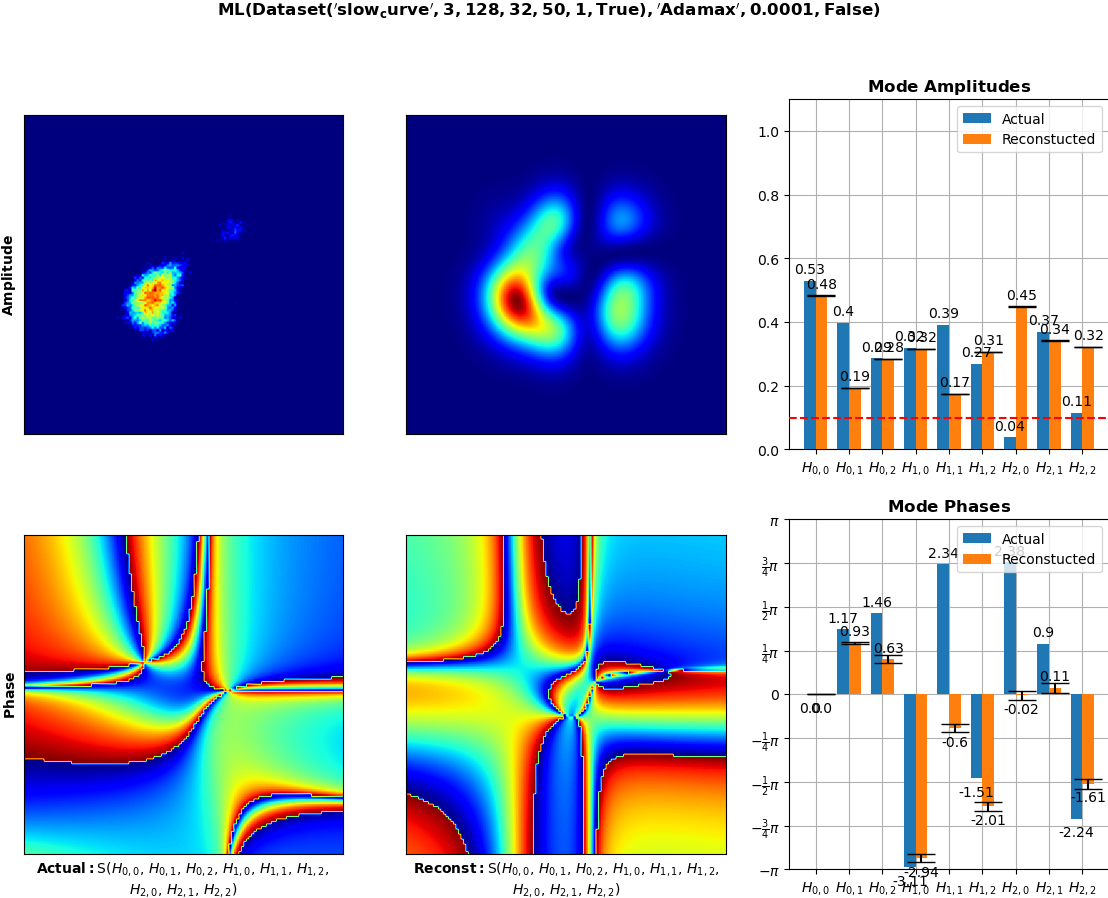 ML(Dataset('slow_curve', 3, 128, 32, 50, 1, True), 'Adamax', 0.0001, False)
Amplitude
Mode Amplitudes
Actual
Reconstucted
1.0
0.8
0.6
0.4
0.2
0.0
0.53
0.48
0.4
0.19
0.29
0.28
0.32
0.32
0.39
0.17
0.27
0.31
0.04
0.45
0.37
0.34
0.11
0.32
H0,0 H0,1 H0,2 H1,0 H1,1 H1,2 H2,0 H2,1 H2,2
Phase
Actual: S(H0,0, H0,1, H0,2, H1,0, H1,1, H1,2,
H2,0, H2,1, H2,2)
Reconst: S(H0,0, H0,1, H0,2, H1,0, H1,1, H1,2,
H2,0, H2,1, H2,2)
Mode Phases
Actual
Reconstucted
π
3/4π
1/2π
1/4π
0
−1/4π
−1/2π
−3/4π
−π
0.0
0.0
1.17
0.93
1.46
0.63
-3.11
-2.94
2.34
-0.6
-1.51
-2.01
2.38
-0.02
0.9
0.11
-2.24
-1.61
H0,0 H0,1 H0,2 H1,0 H1,1 H1,2 H2,0 H2,1 H2,2